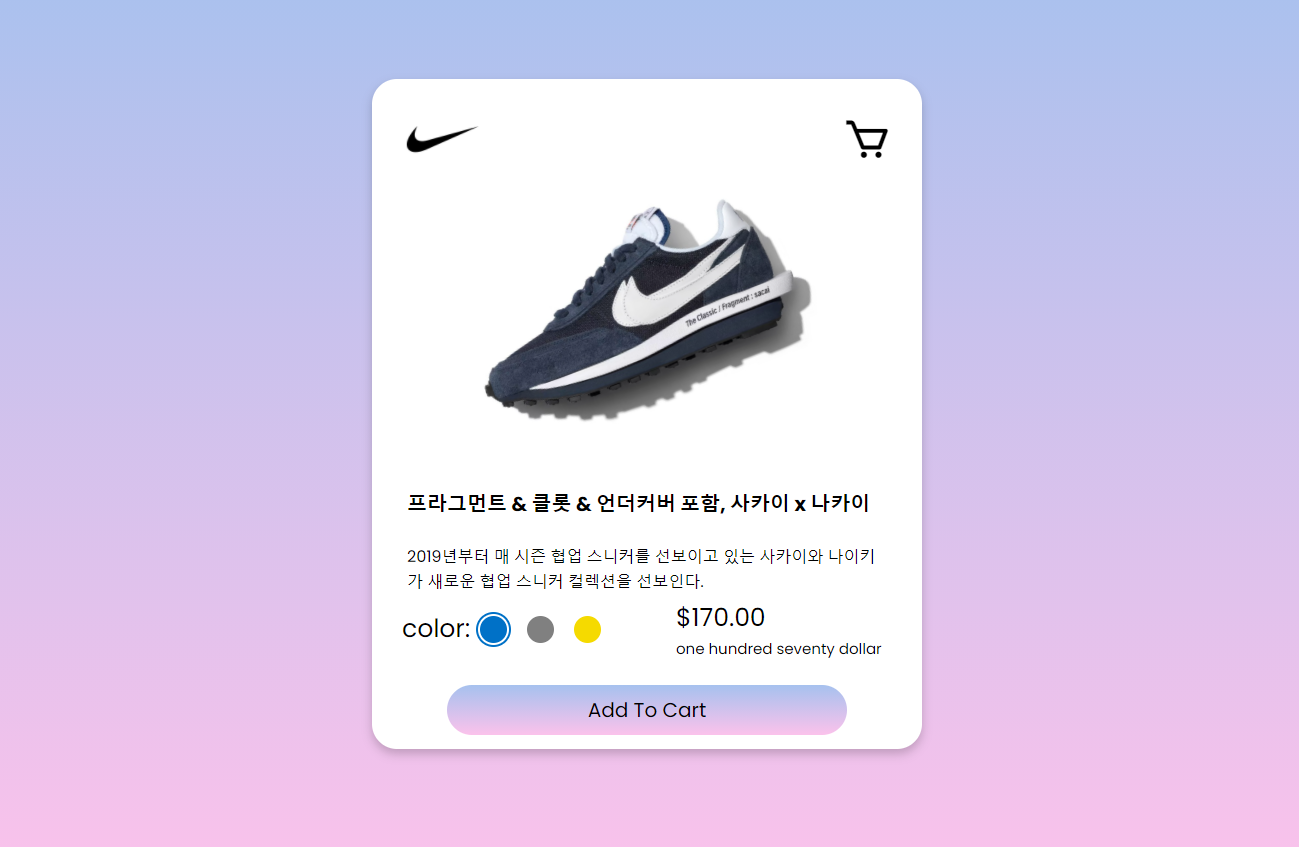 The Classic / Fragment : sacai
프라그먼트 & 클롯 & 언더커버 포함, 사카이 x 나카이
2019년부터 매 시즌 협업 스니커를 선보이고 있는 사카이와 나이키
가 새로운 협업 스니커 컬렉션을 선보인다.
color:
$170.00
one hundred seventy dollar
Add To Cart